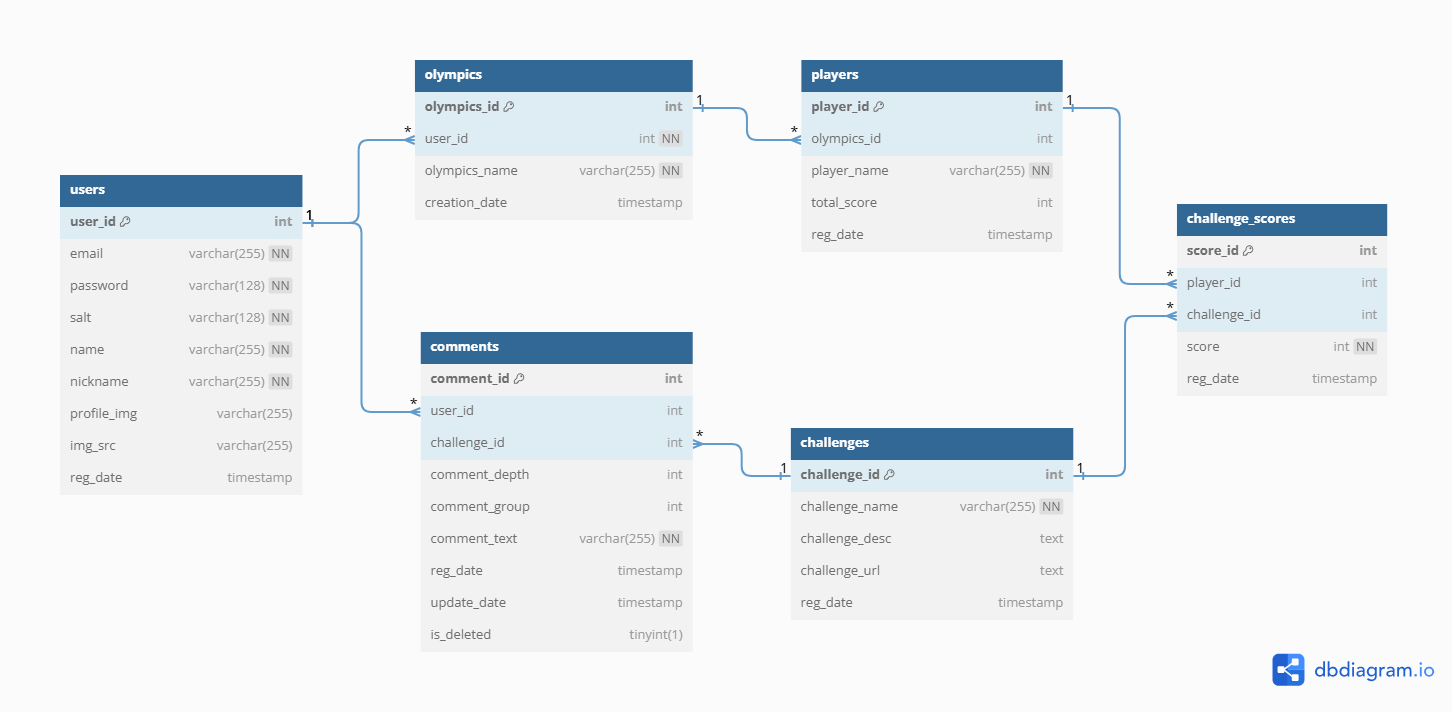 users
user_id int
email varchar(255) NN
password varchar(128) NN
salt varchar(128) NN
name varchar(255) NN
nickname varchar(255) NN
profile_img varchar(255)
img_src varchar(255)
reg_date timestamp
1
*
*
olympics
olympics_id int
user_id int NN
olympics_name varchar(255) NN
creation_date timestamp
1
*
comments
comment_id int
user_id int
challenge_id int
comment_depth int
comment_group int
comment_text varchar(255) NN
reg_date timestamp
update_date timestamp
is_deleted tinyint(1)
*
1
players
player_id int
olympics_id int
player_name varchar(255) NN
total_score int
reg_date timestamp
1
*
challenges
challenge_id int
challenge_name varchar(255) NN
challenge_desc text
challenge_url text
reg_date timestamp
1
*
challenge_scores
score_id int
player_id int
challenge_id int
score int NN
reg_date timestamp
dbdiagram.io